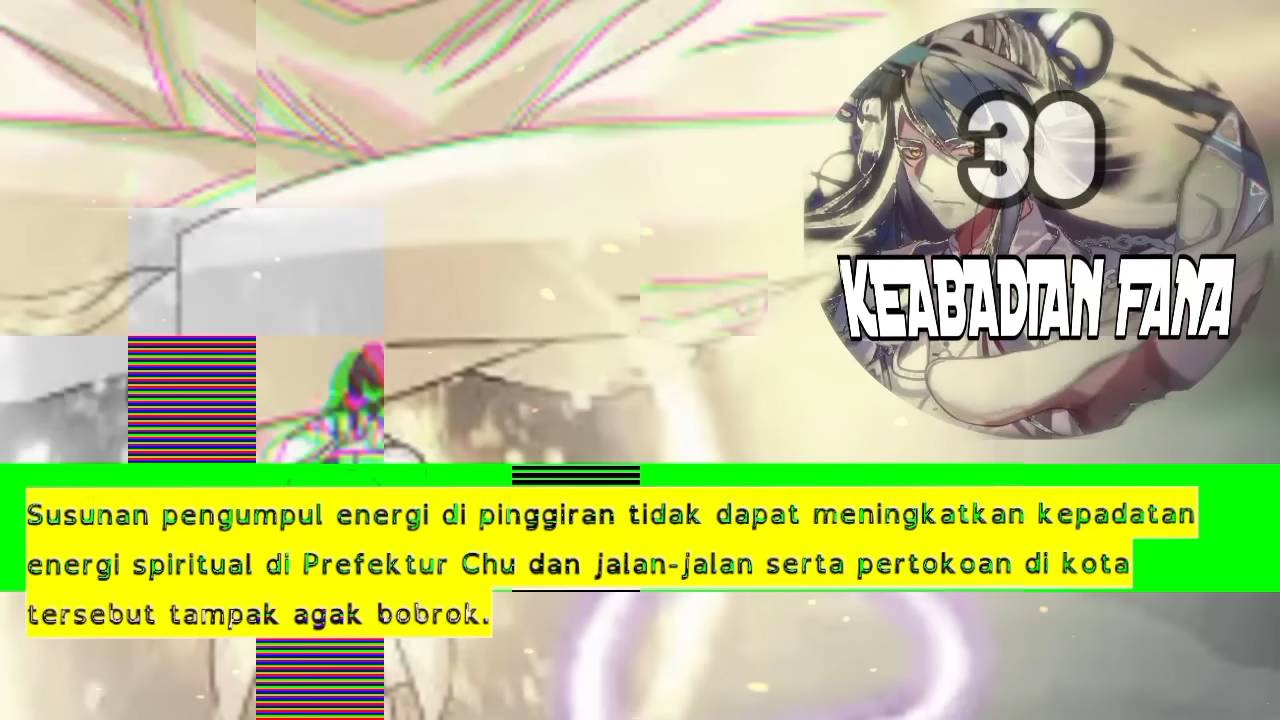 30
KEABADIAN FANA
Susunan pengumpul energi di pinggiran tidak dapat meningkatkan kepadatan
energi spiritual di Prefektur Chu dan jalan-jalan serta pertokoan di kota
tersebut tampak agak bobrok.